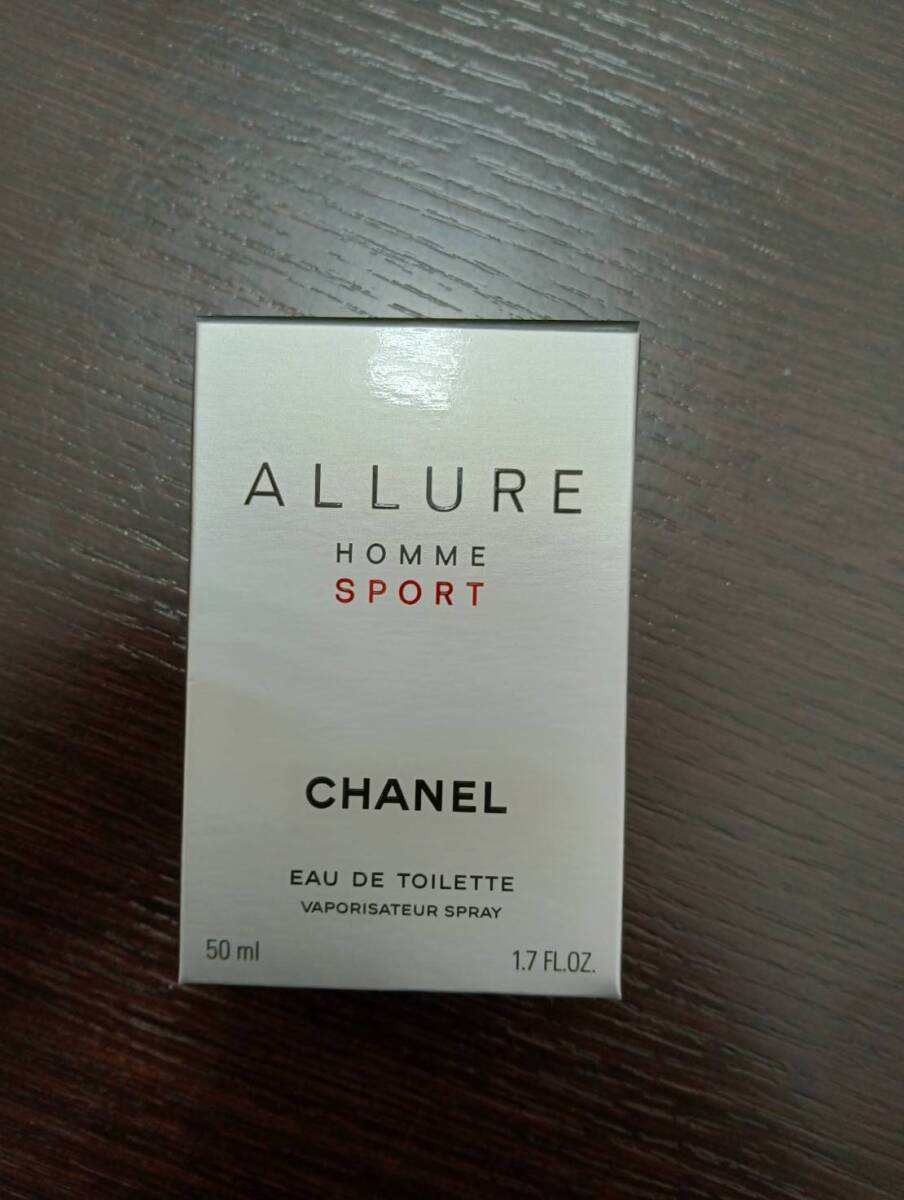 ALLURE
HOMME
SPORT
CHANEL
EAU DE TOILETTE
VAPORISATEUR SPRAY
50 ml
1.7 FL.OZ.